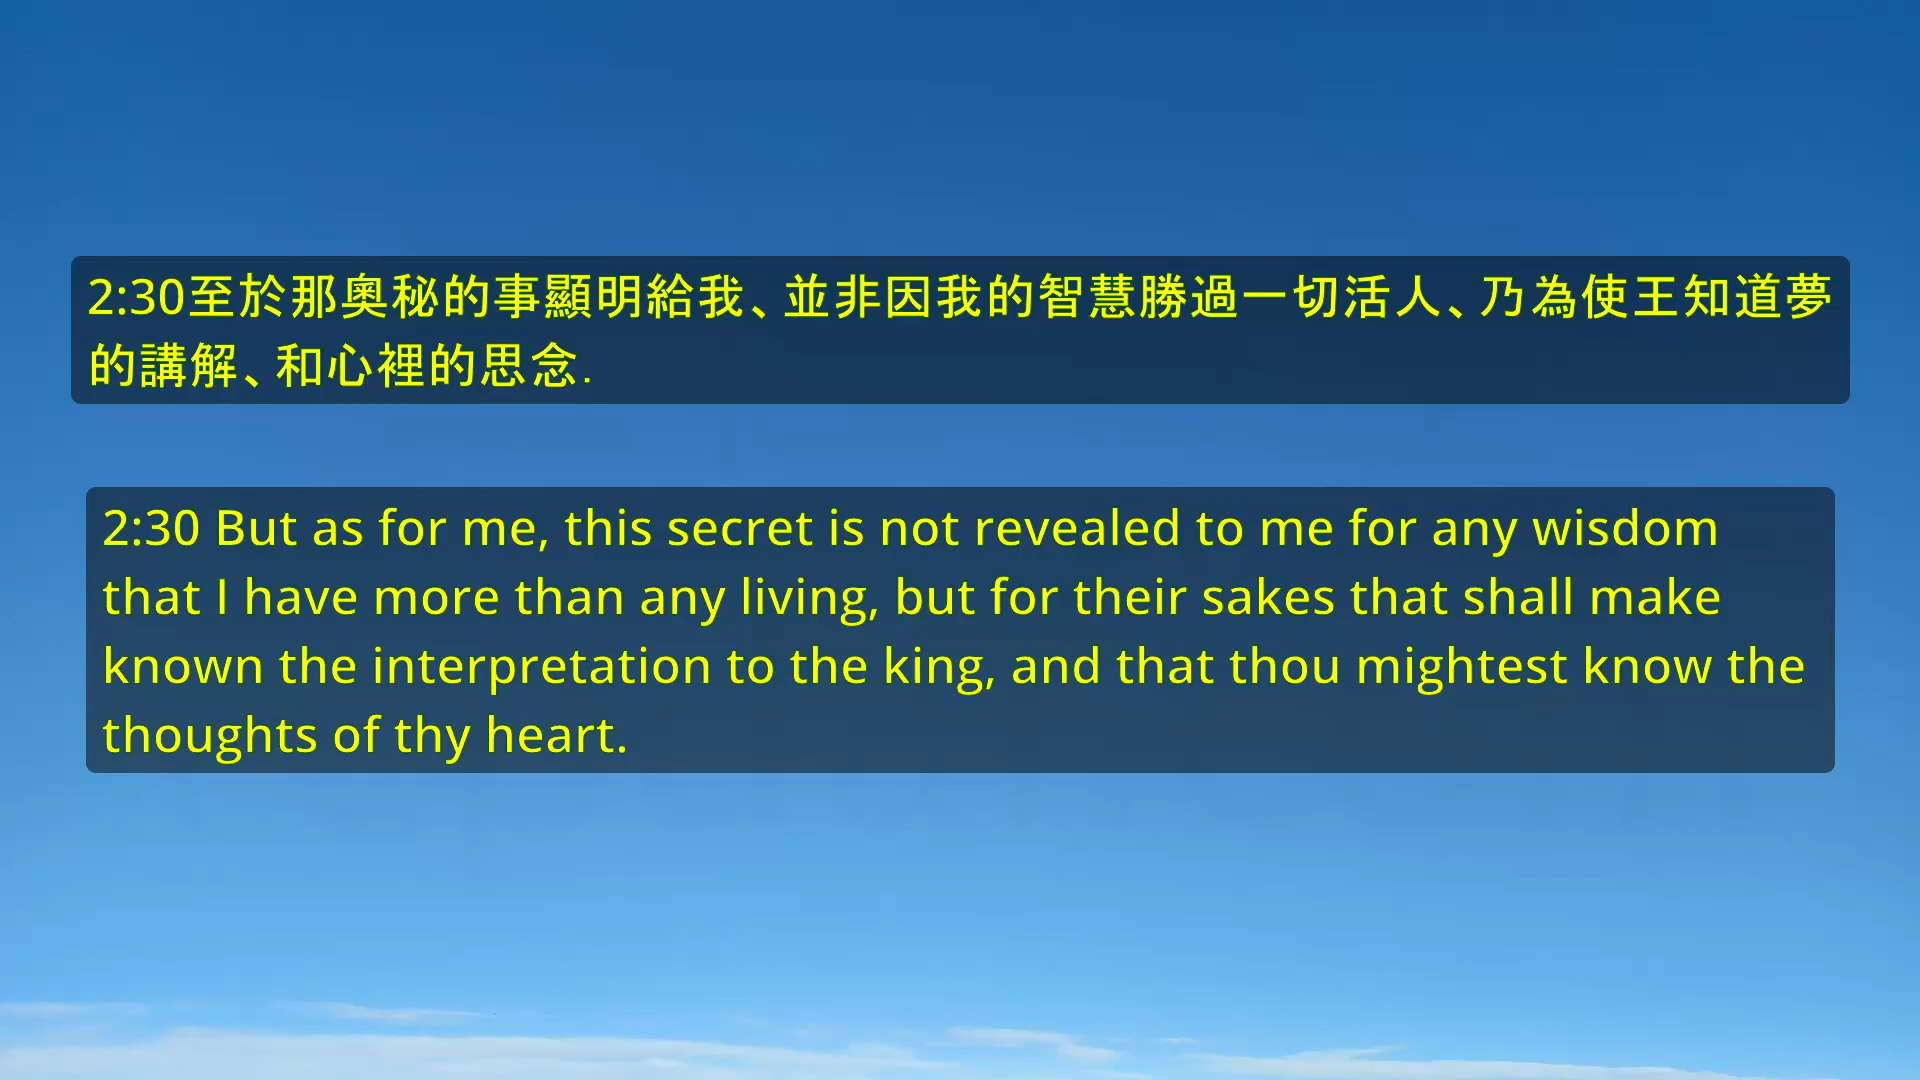 2:30至於那奧秘的事顯明給我、並非因我的智慧勝過一切活人、乃為使王知道夢
的講解、和心裡的思念.
2:30 But as for me, this secret is not revealed to me for any wisdom
that I have more than any living, but for their sakes that shall make
known the interpretation to the king, and that thou mightest know the
thoughts of thy heart.